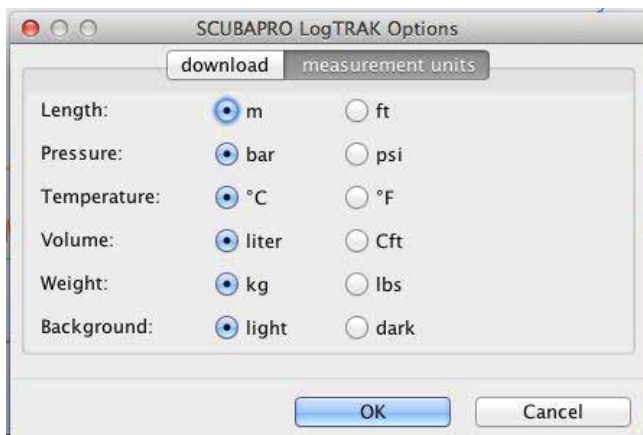 SCUBAPRO LogTRAK Options
download measurement units
Length: m ft
Pressure: bar psi
Temperature: °C °F
Volume: liter Cft
Weight: kg lbs
Background: light dark
OK Cancel